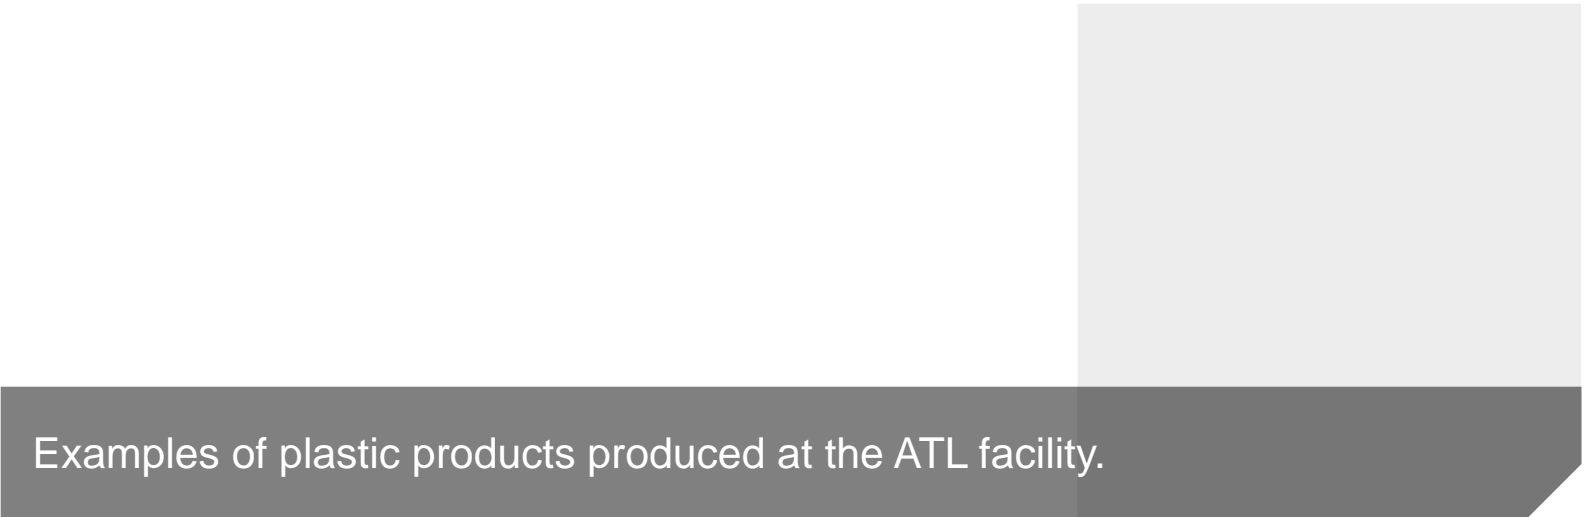 Examples of plastic products produced at the ATL facility.